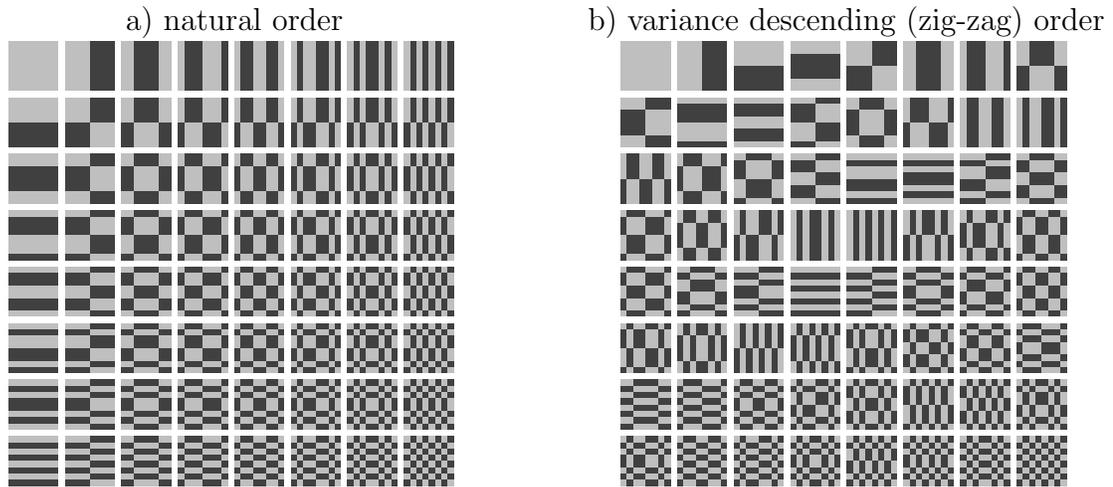 a) natural order
b) variance descending (zig-zag) order